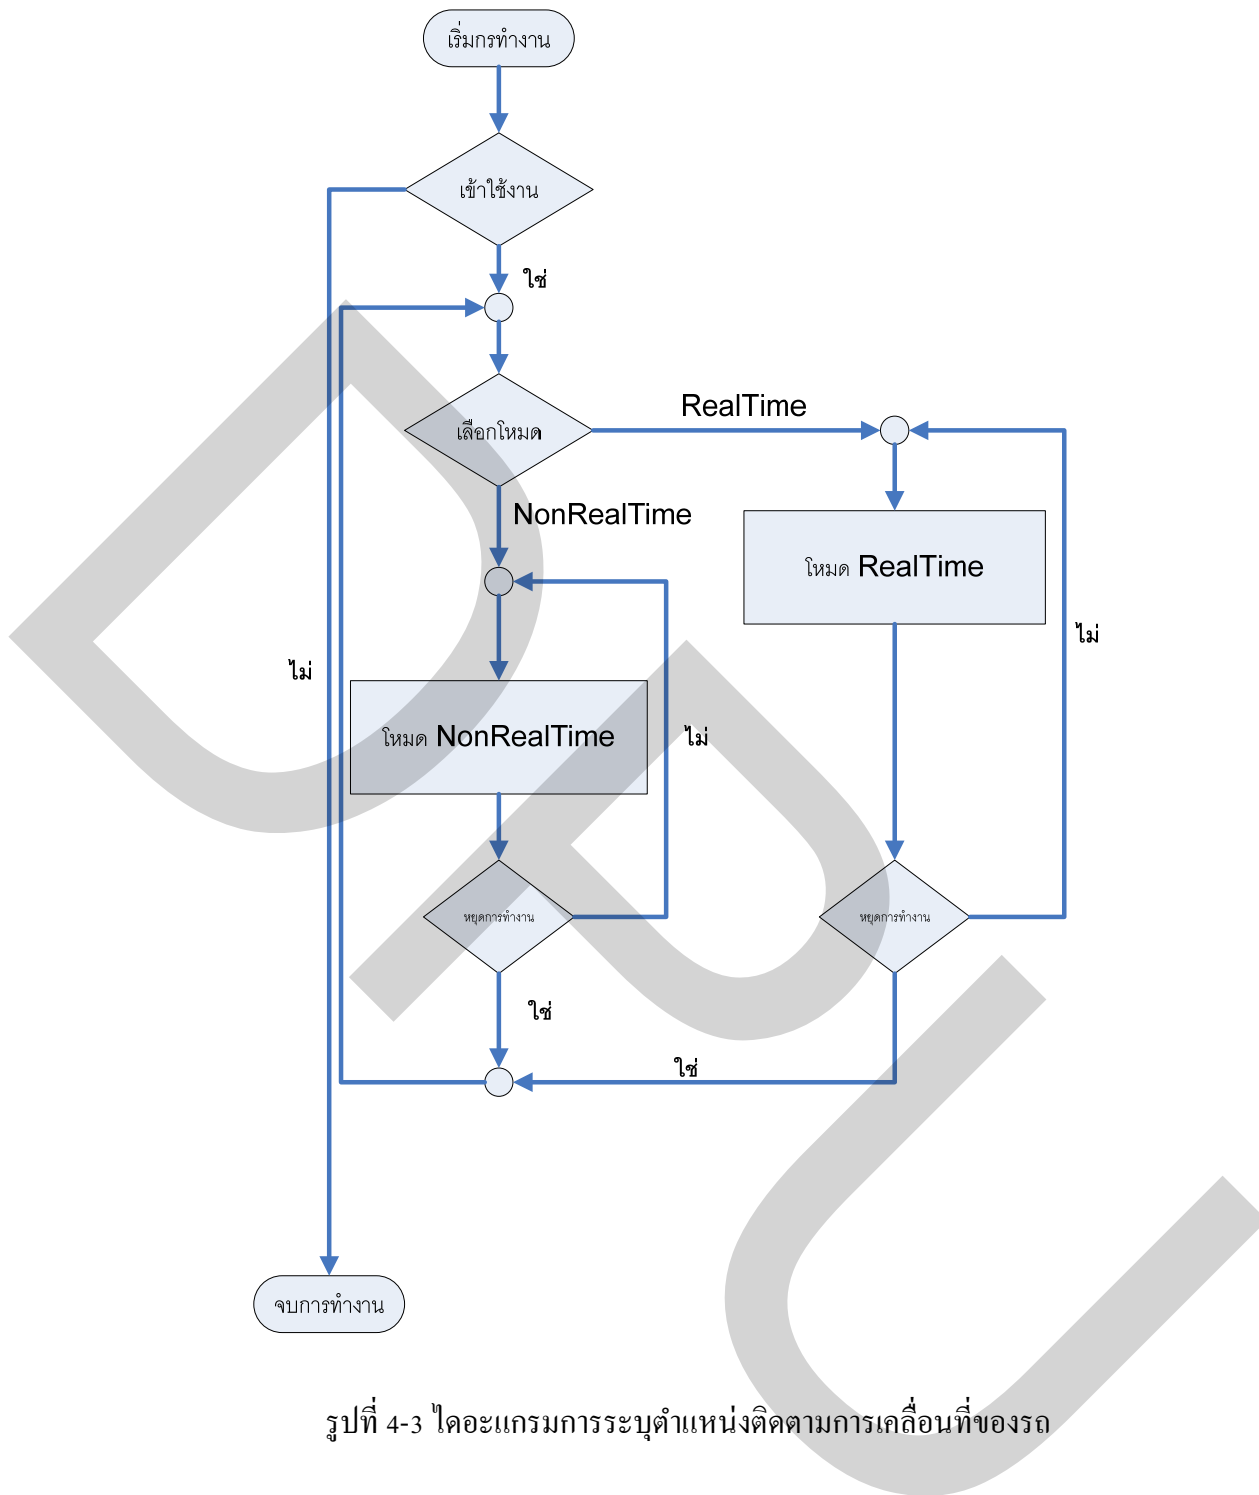 เริ่มกรทำงาน
เข้าใช้งาน
ใช่
RealTime
เลือกโหมด
NonRealTime
โหมด RealTime
ไม่
ไม่
โหมด NonRealTime
ไม่
หยุดการทำงาน
หยุดการทำงาน
ใช่
ใช่
จบการทำงาน
รูปที่ 4-3 ไดอะแกรมการระบุตำแหน่งติดตามการเคลื่อนที่ของรถ
DPU